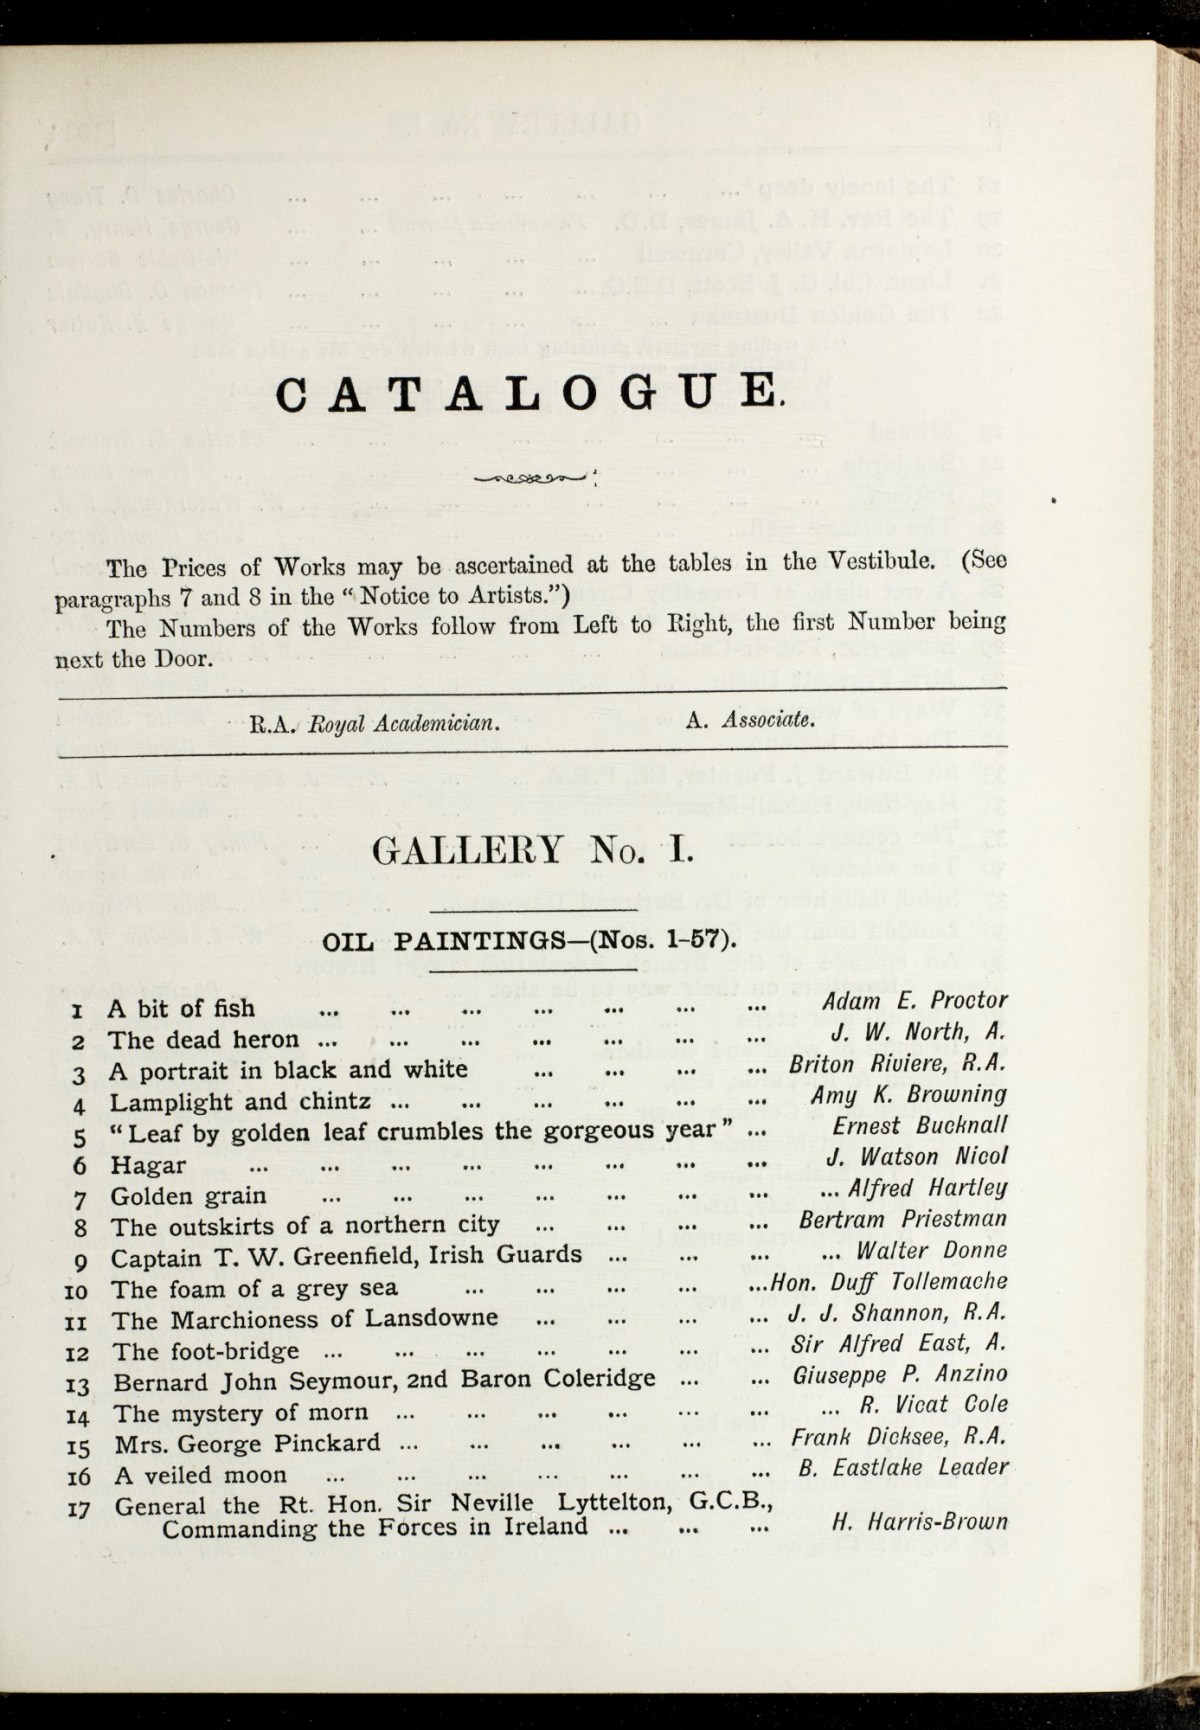 CATALOGUE.
The Prices of Works may be ascertained at the tables in the Vestibule. (See
paragraphs 7 and 8 in the "Notice to Artists.")
The Numbers of the Works follow from Left to Right, the first Number being
next the Door.
R.A. Royal Academician. A. Associate.
GALLERY No. I.
OIL PAINTINGS—(Nos. 1–57).
1 A bit of fish ... ... ... ... ... ... ... Adam E. Proctor
2 The dead heron ... ... ... ... ... ... ... J. W. North, A.
3 A portrait in black and white ... ... ... ... Briton Riviere, R.A.
4 Lamplight and chintz ... ... ... ... ... ... Amy K. Browning
5 "Leaf by golden leaf crumbles the gorgeous year" ... Ernest Bucknall
6 Hagar ... ... ... ... ... ... ... ... J. Watson Nicol
7 Golden grain ... ... ... ... ... ... ... ... Alfred Hartley
8 The outskirts of a northern city ... ... ... ... Bertram Priestman
9 Captain T. W. Greenfield, Irish Guards ... ... ... ... Walter Donne
10 The foam of a grey sea ... ... ... ... ... Hon. Duff Tollemache
11 The Marchioness of Lansdowne ... ... ... ... J. J. Shannon, R.A.
12 The foot-bridge ... ... ... ... ... ... ... Sir Alfred East, A.
13 Bernard John Seymour, 2nd Baron Coleridge ... ... Giuseppe P. Anzino
14 The mystery of morn ... ... ... ... ... ... ... R. Vicat Cole
15 Mrs. George Pinckard ... ... ... ... ... ... Frank Dicksee, R.A.
16 A veiled moon ... ... ... ... ... ... ... B. Eastlake Leader
17 General the Rt. Hon. Sir Neville Lyttelton, G.C.B.,
Commanding the Forces in Ireland ... ... ... H. Harris-Brown